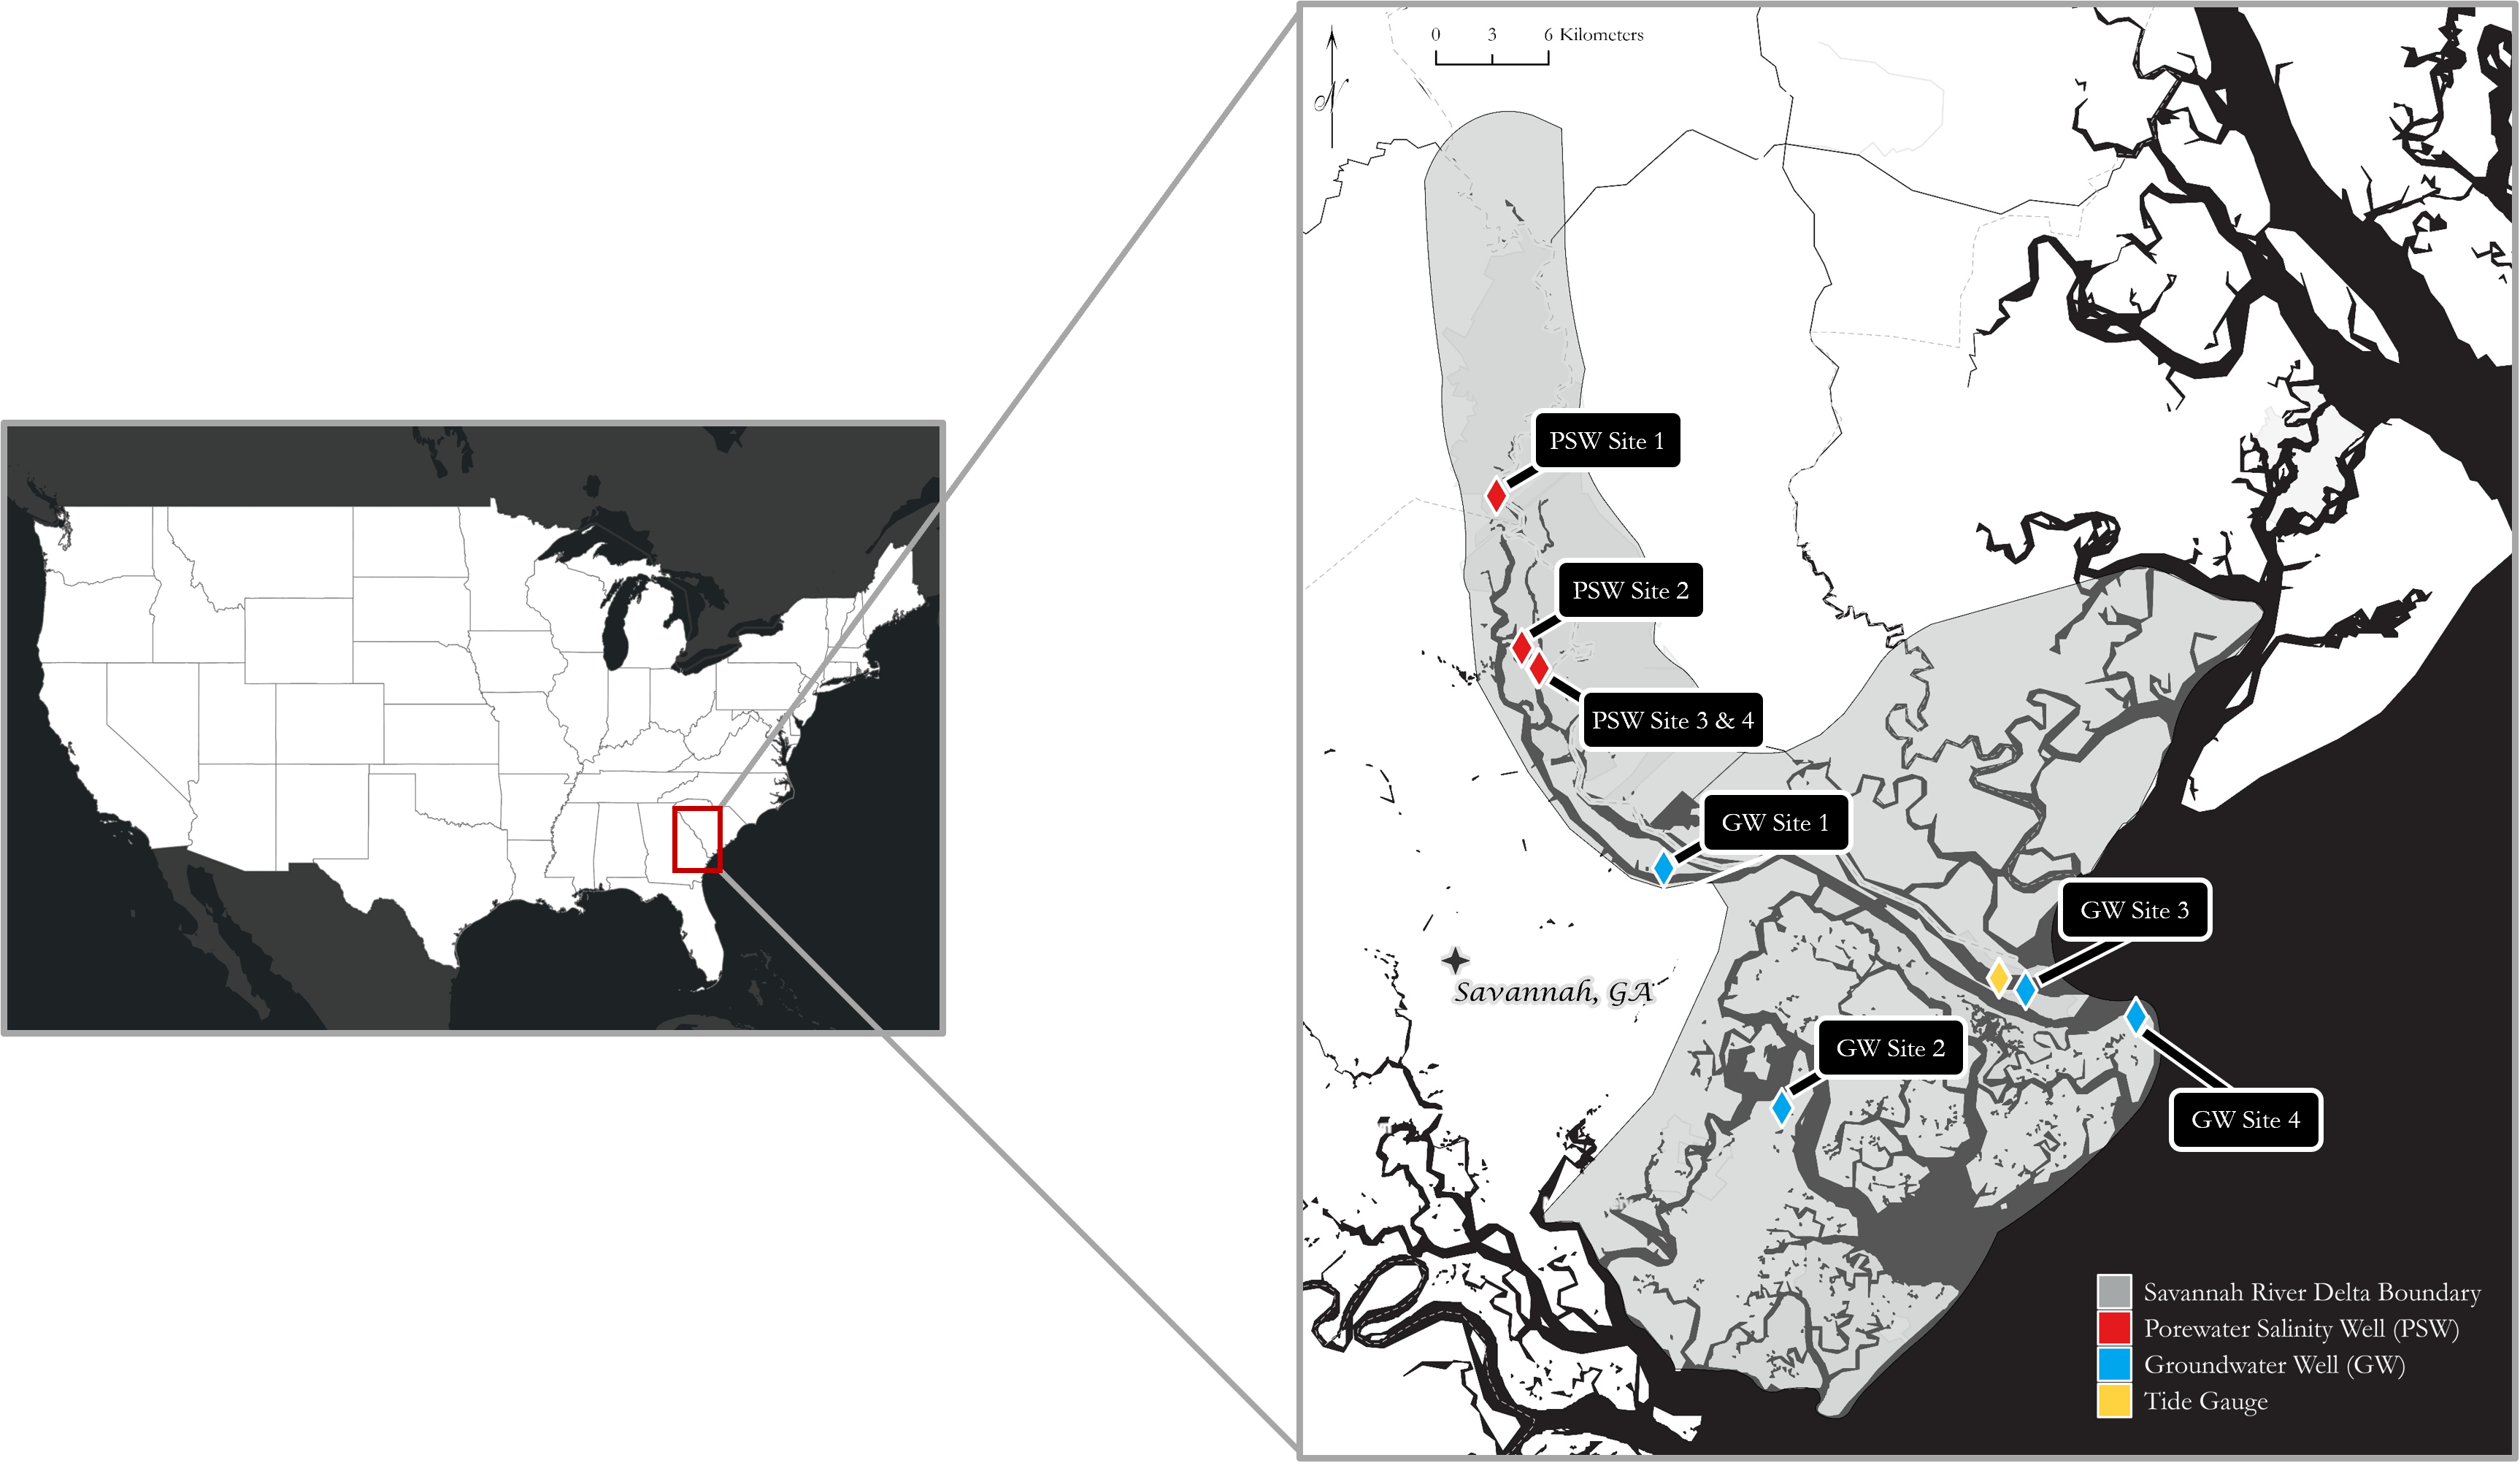 0 3 6 Kilometers
N
PSW Site 1
PSW Site 2
PSW Site 3 & 4
GW Site 1
GW Site 3
Savannah, GA
GW Site 2
GW Site 4
Savannah River Delta Boundary
Porewater Salinity Well (PSW)
Groundwater Well (GW)
Tide Gauge